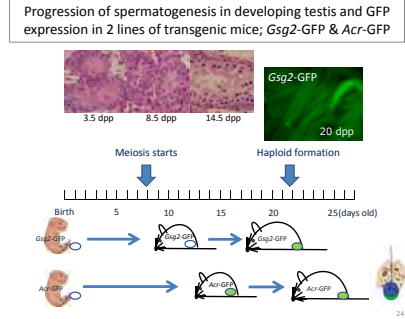 Progression of spermatogenesis in developing testis and GFP
expression in 2 lines of transgenic mice; Gsg2-GFP & Acr-GFP
Gsg2-GFP
20 dpp
3.5 dpp 8.5 dpp 14.5 dpp
Meiosis starts Haploid formation
Birth 5 10 15 20 25(days old)
Gsg2-GFP Gsg2-GFP Gsg2-GFP
Acr-GFP Acr-GFP Acr-GFP
24